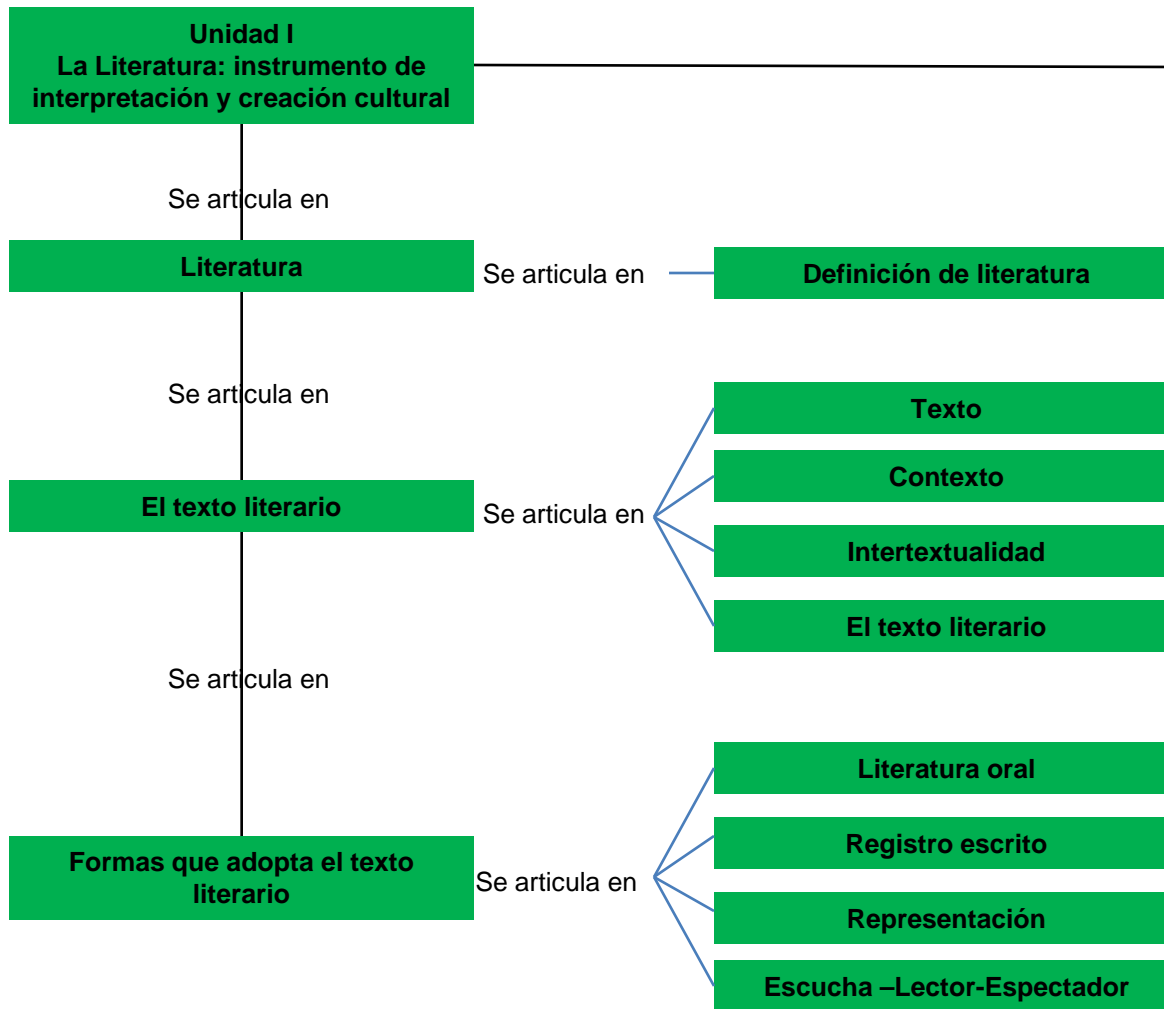 Unidad I
La Literatura: instrumento de
interpretación y creación cultural
Se articula en
Literatura
Se articula en
Definición de literatura
Se articula en
Texto
Contexto
El texto literario
Se articula en
Intertextualidad
El texto literario
Se articula en
Literatura oral
Registro escrito
Formas que adopta el texto
literario
Se articula en
Representación
Escucha –Lector-Espectador